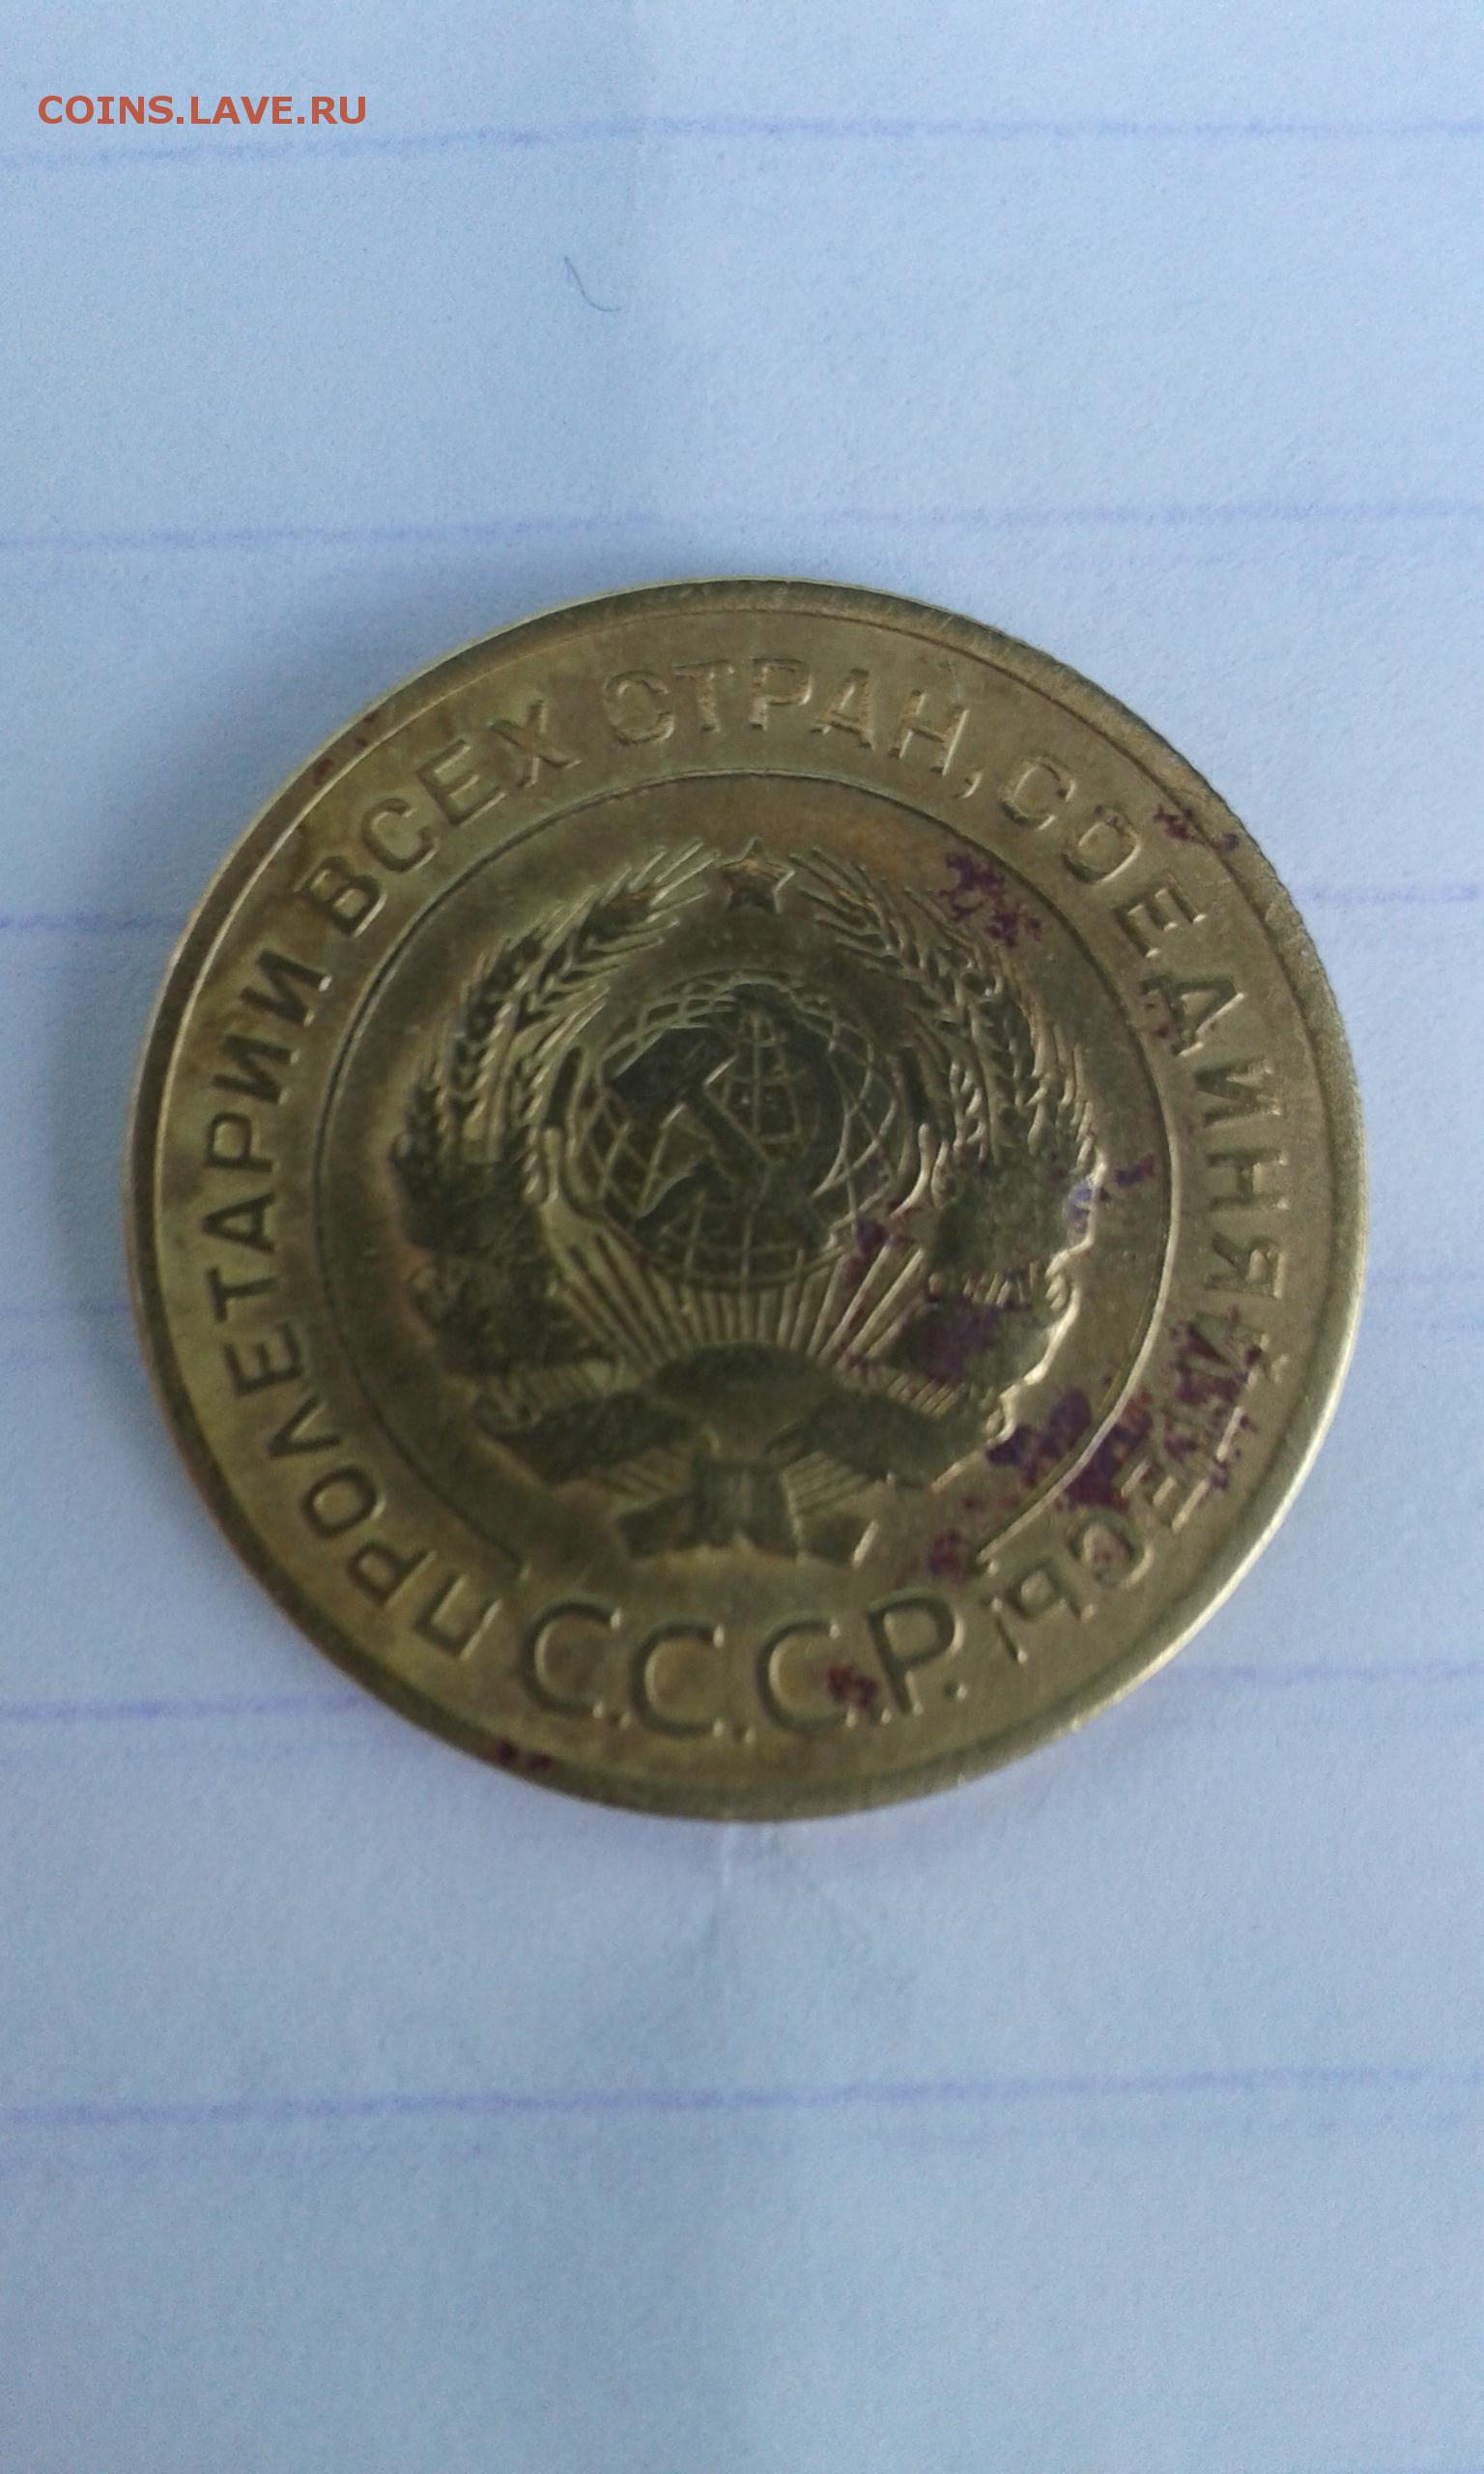 COINS.LAVE.RU
ПРОЛЕТАРИИ ВСЕХ СТРАН, СОЕДИНЯЙТЕСЬ!
С.С.С.Р.